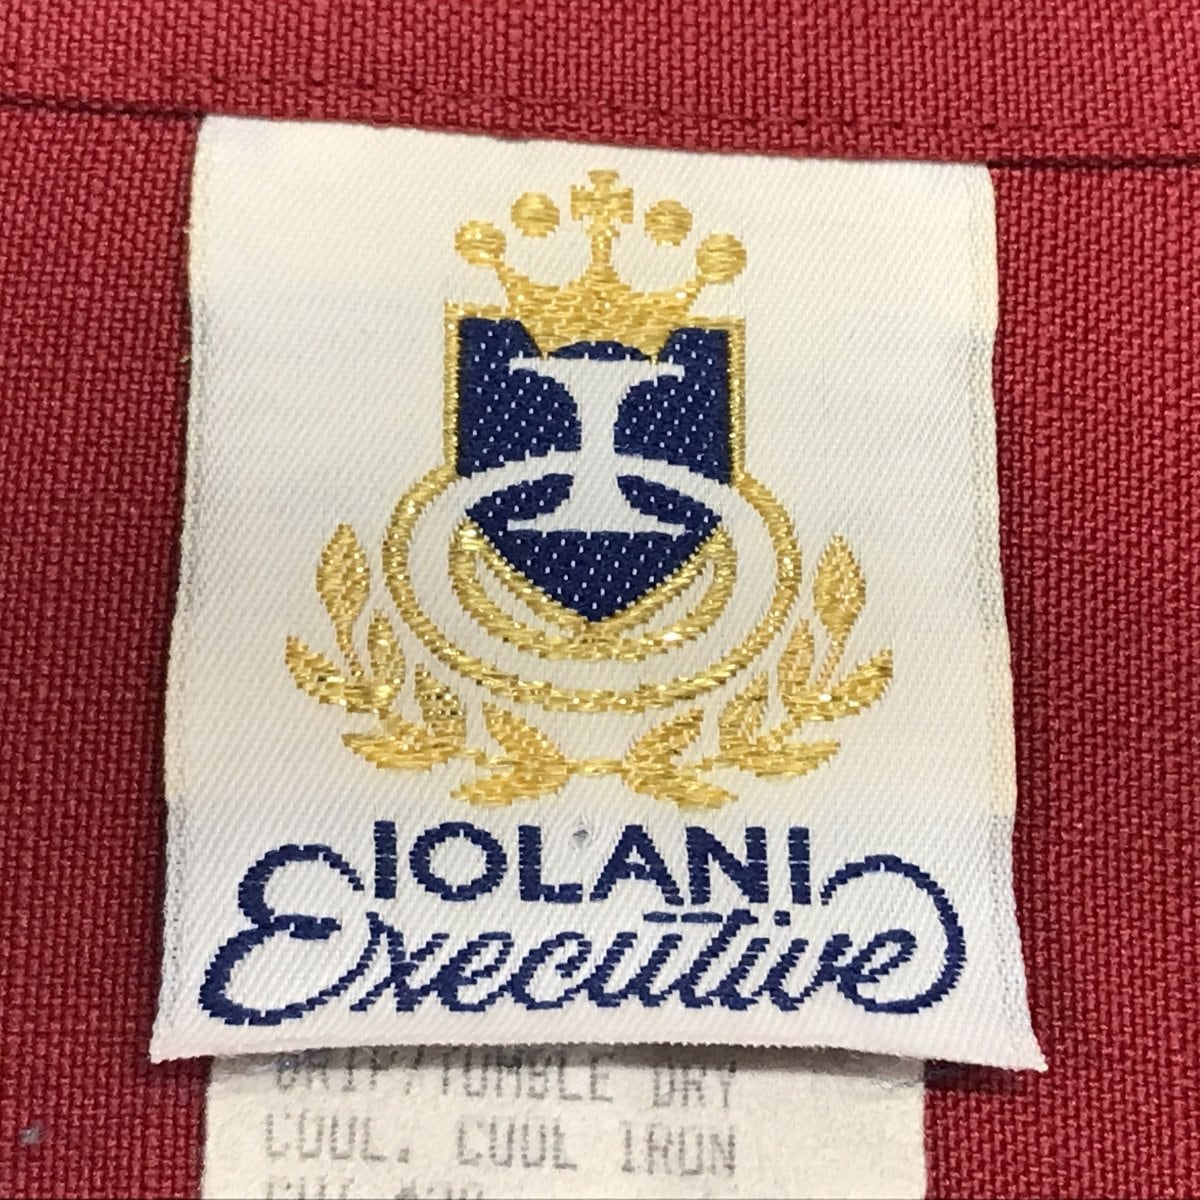 I
IOLANI
Executive
DRIP/TUMBLE DRY
COOL. COOL IRON